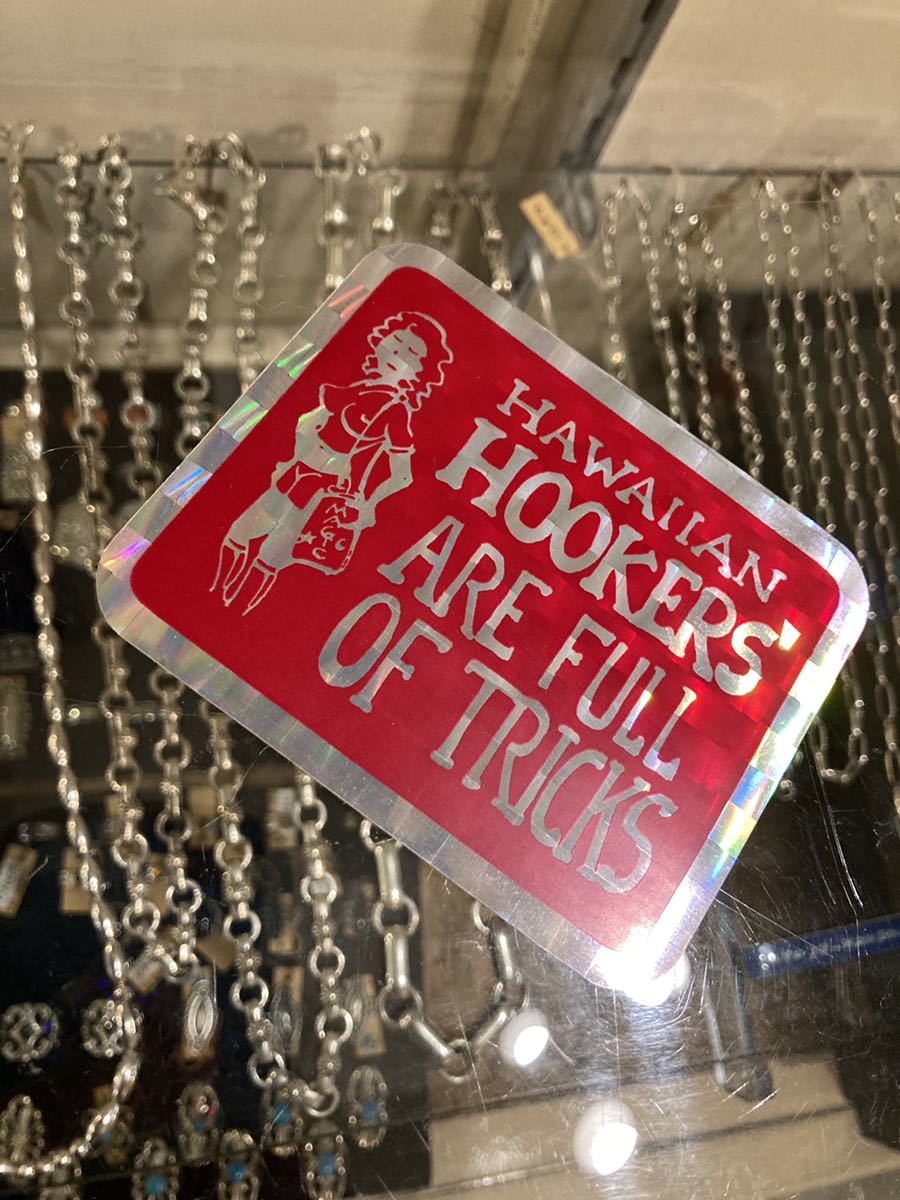 HAWAIIAN
HOOKERS'
ARE FULL
OF TRICKS